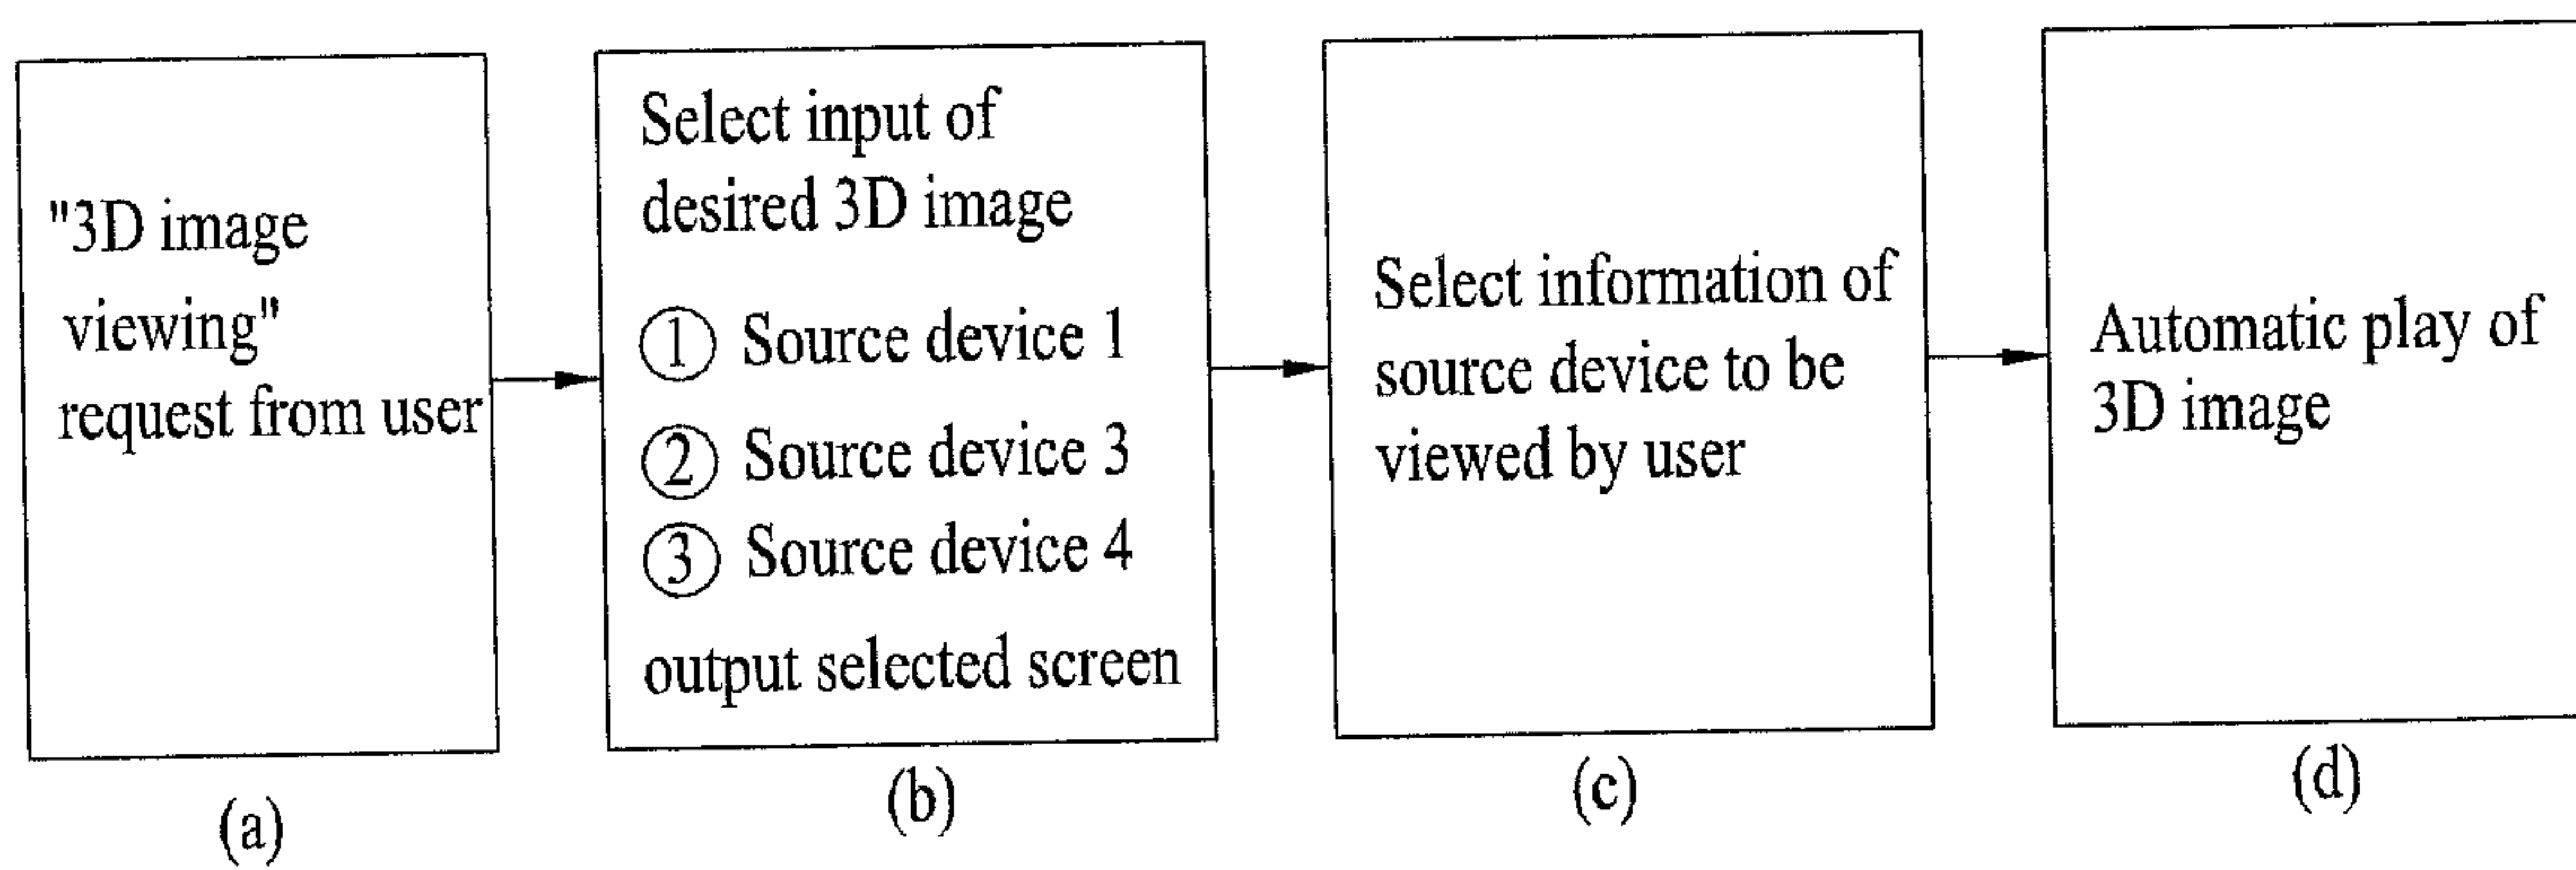 "3D image
viewing"
request from user
(a)
Select input of
desired 3D image
① Source device 1
② Source device 3
③ Source device 4
output selected screen
(b)
Select information of
source device to be
viewed by user
(c)
Automatic play of
3D image
(d)